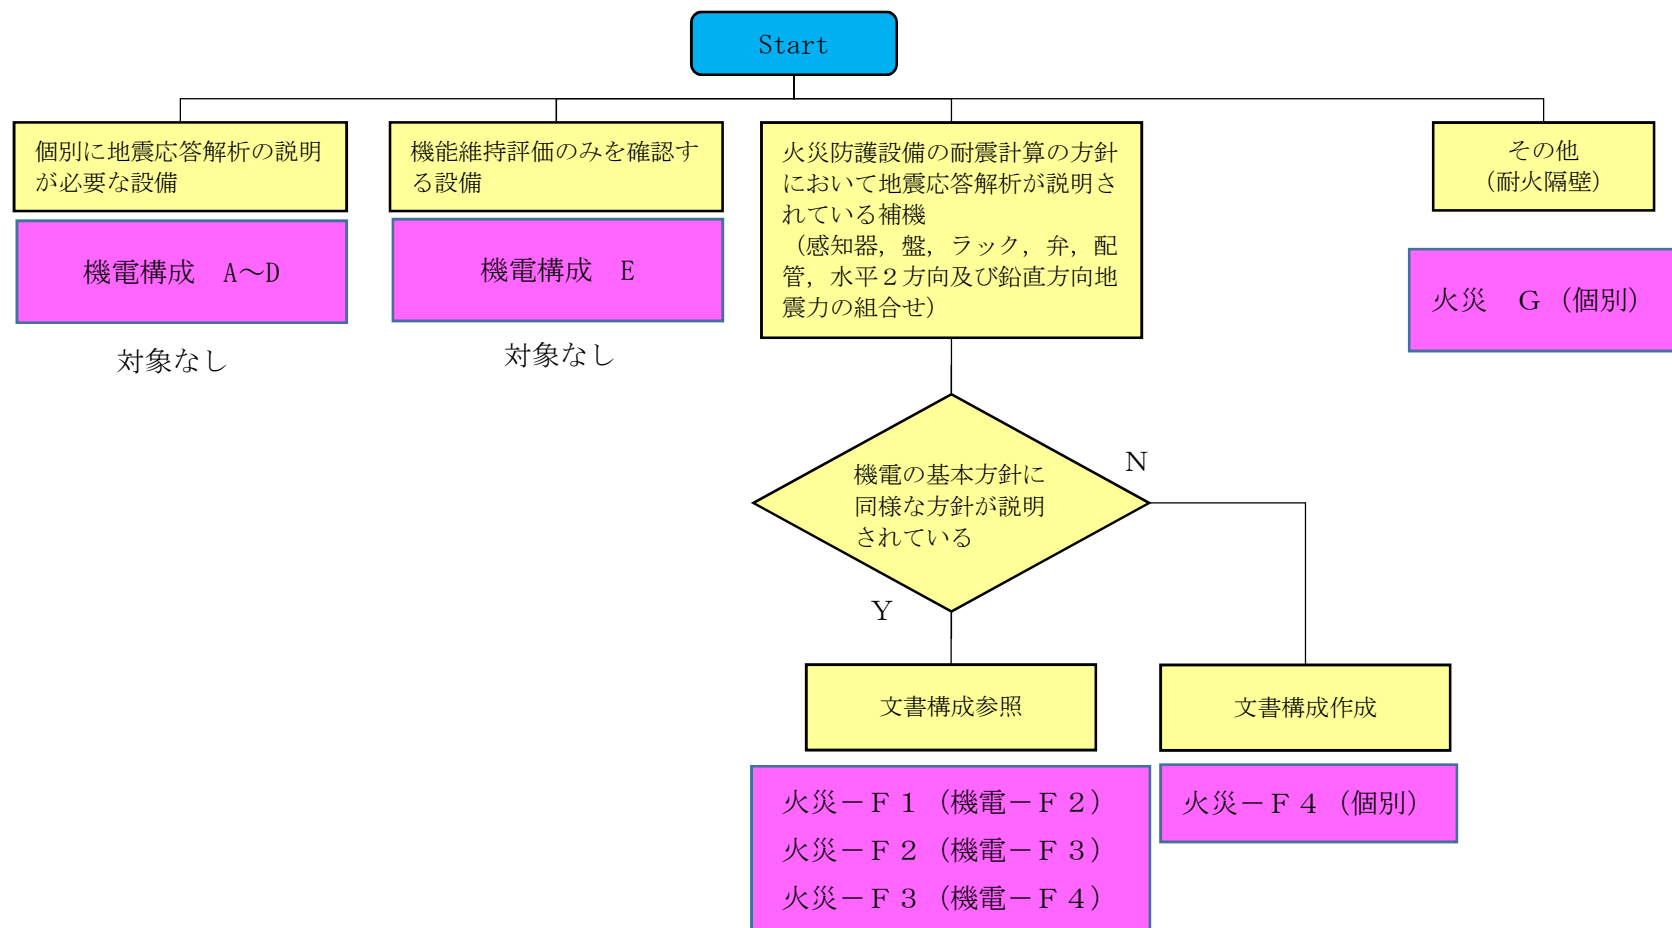 Start
個別に地震応答解析の説明
が必要な設備
機電構成　A～D
対象なし
機能維持評価のみを確認す
る設備
機電構成　E
対象なし
火災防護設備の耐震計算の方針
において地震応答解析が説明さ
れている補機
（感知器，盤，ラック，弁，配
管，水平２方向及び鉛直方向地
震力の組合せ）
その他
（耐火隔壁）
火災　Ｇ（個別）
機電の基本方針に
同様な方針が説明
されている
N
Y
文書構成参照
文書構成作成
火災－Ｆ１（機電－Ｆ２）
火災－Ｆ２（機電－Ｆ３）
火災－Ｆ３（機電－Ｆ４）
火災－Ｆ４（個別）